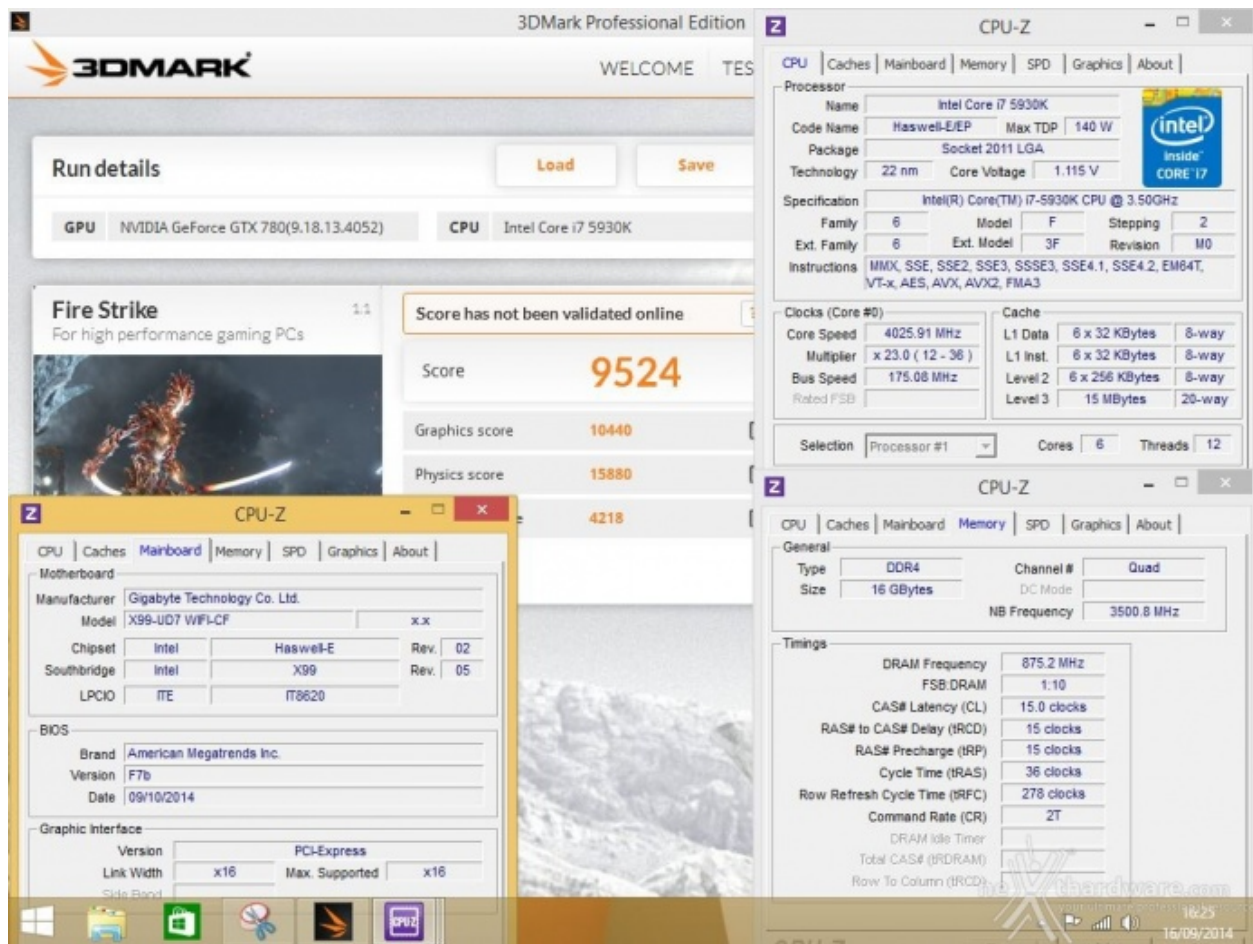 3DMark Professional Edition
3DMARK
WELCOME TES
Run details
Load
Save
GPU NVIDIA GeForce GTX 780(9.18.13.4052)
CPU Intel Core i7 5930K
Fire Strike 1.1
For high performance gaming PCs
Score has not been validated online
Score 9524
Graphics score 10440
Physics score 15880
4218
CPU-Z
CPU Caches Mainboard Memory SPD Graphics About
Processor
Name Intel Core i7 5930K
Code Name Haswell-E/EP Max TDP 140 W
Package Socket 2011 LGA
Technology 22 nm Core Voltage 1.115 V
intel inside™ CORE i7
Specification Intel(R) Core(TM) i7-5930K CPU @ 3.50GHz
Family 6 Model F Stepping 2
Ext. Family 6 Ext. Model 3F Revision M0
Instructions MMX, SSE, SSE2, SSE3, SSSE3, SSE4.1, SSE4.2, EM64T,
VT-x, AES, AVX, AVX2, FMA3
Clocks (Core #0)
Core Speed 4025.91 MHz
Multiplier x 23.0 ( 12 - 36 )
Bus Speed 175.08 MHz
Rated FSB
Cache
L1 Data 6 x 32 KBytes 8-way
L1 Inst. 6 x 32 KBytes 8-way
Level 2 6 x 256 KBytes 8-way
Level 3 15 MBytes 20-way
Selection Processor #1 Cores 6 Threads 12
CPU-Z
CPU Caches Mainboard Memory SPD Graphics About
Motherboard
Manufacturer Gigabyte Technology Co. Ltd.
Model X99-UD7 WIFI-CF x.x
Chipset Intel Haswell-E Rev. 02
Southbridge Intel X99 Rev. 05
LPCIO ITE IT8620
BIOS
Brand American Megatrends Inc.
Version F7b
Date 09/10/2014
Graphic Interface
Version PCI-Express
Link Width x16 Max. Supported x16
Side Band
CPU-Z
CPU Caches Mainboard Memory SPD Graphics About
General
Type DDR4 Channel # Quad
Size 16 GBytes DC Mode
NB Frequency 3500.8 MHz
Timings
DRAM Frequency 875.2 MHz
FSB:DRAM 1:10
CAS# Latency (CL) 15.0 clocks
RAS# to CAS# Delay (tRCD) 15 clocks
RAS# Precharge (tRP) 15 clocks
Cycle Time (tRAS) 36 clocks
Row Refresh Cycle Time (tRFC) 278 clocks
Command Rate (CR) 2T
DRAM Idle Timer
Total CAS# (tRDRAM)
Row To Column (tRCD)
nexthardware.com
your ultimate professional resource
CPU-Z
16:25
16/09/2014